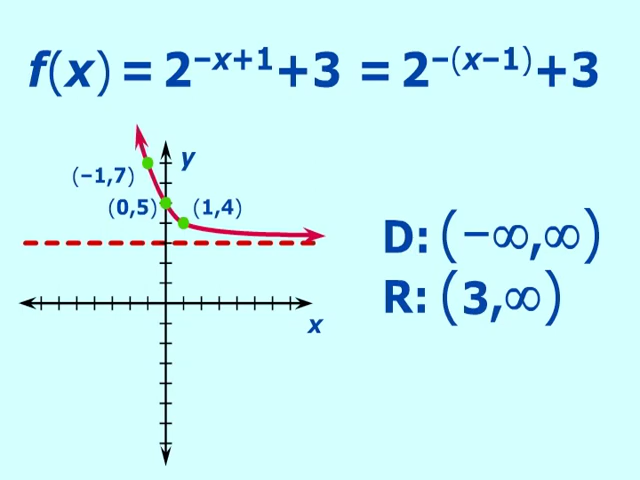 f(x) = 2^(−x+1) + 3 = 2^(−(x−1)) + 3
y
(−1,7)
(0,5)
(1,4)
x
D: (−∞,∞)
R: (3,∞)